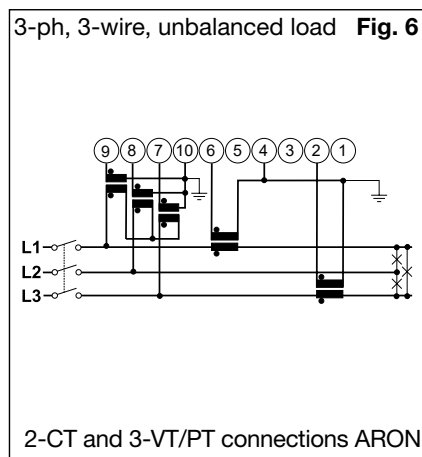 3-ph, 3-wire, unbalanced load Fig. 6
9 8 7 10 6 5 4 3 2 1
L1
L2
L3
2-CT and 3-VT/PT connections ARON